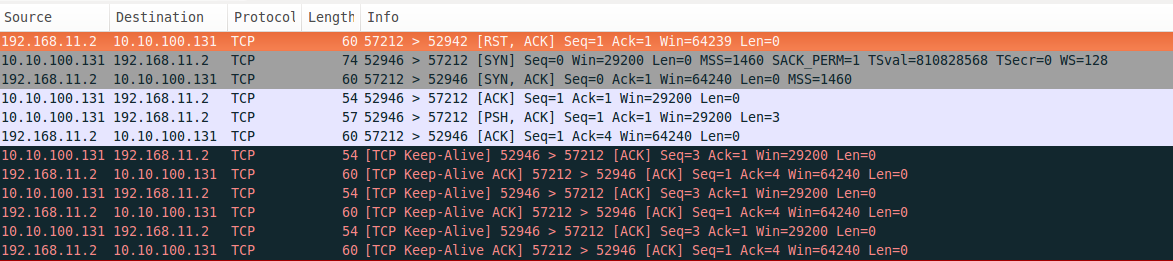 Source Destination Protocol Length Info
192.168.11.2 10.10.100.131 TCP 60 57212 > 52942 [RST, ACK] Seq=1 Ack=1 Win=64239 Len=0
10.10.100.131 192.168.11.2 TCP 74 52946 > 57212 [SYN] Seq=0 Win=29200 Len=0 MSS=1460 SACK_PERM=1 TSval=810828568 TSecr=0 WS=128
192.168.11.2 10.10.100.131 TCP 60 57212 > 52946 [SYN, ACK] Seq=0 Ack=1 Win=64240 Len=0 MSS=1460
10.10.100.131 192.168.11.2 TCP 54 52946 > 57212 [ACK] Seq=1 Ack=1 Win=29200 Len=0
10.10.100.131 192.168.11.2 TCP 57 52946 > 57212 [PSH, ACK] Seq=1 Ack=1 Win=29200 Len=3
192.168.11.2 10.10.100.131 TCP 60 57212 > 52946 [ACK] Seq=1 Ack=4 Win=64240 Len=0
10.10.100.131 192.168.11.2 TCP 54 [TCP Keep-Alive] 52946 > 57212 [ACK] Seq=3 Ack=1 Win=29200 Len=0
192.168.11.2 10.10.100.131 TCP 60 [TCP Keep-Alive ACK] 57212 > 52946 [ACK] Seq=1 Ack=4 Win=64240 Len=0
10.10.100.131 192.168.11.2 TCP 54 [TCP Keep-Alive] 52946 > 57212 [ACK] Seq=3 Ack=1 Win=29200 Len=0
192.168.11.2 10.10.100.131 TCP 60 [TCP Keep-Alive ACK] 57212 > 52946 [ACK] Seq=1 Ack=4 Win=64240 Len=0
10.10.100.131 192.168.11.2 TCP 54 [TCP Keep-Alive] 52946 > 57212 [ACK] Seq=3 Ack=1 Win=29200 Len=0
192.168.11.2 10.10.100.131 TCP 60 [TCP Keep-Alive ACK] 57212 > 52946 [ACK] Seq=1 Ack=4 Win=64240 Len=0